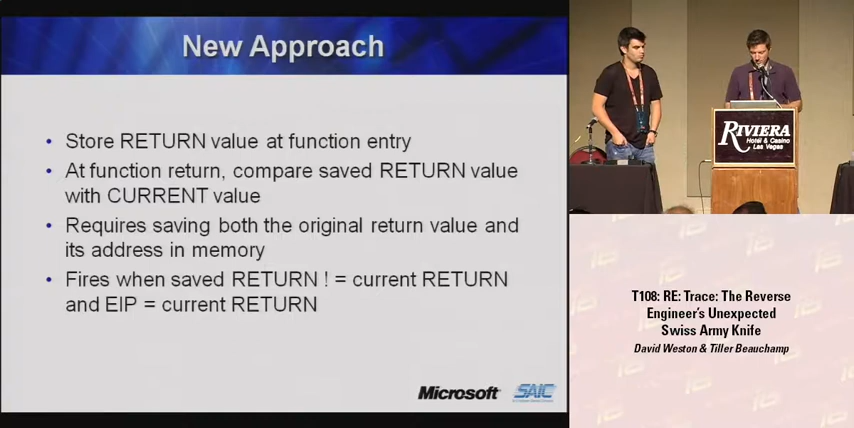 New Approach
• Store RETURN value at function entry
• At function return, compare saved RETURN value
with CURRENT value
• Requires saving both the original return value and
its address in memory
• Fires when saved RETURN ! = current RETURN
and EIP = current RETURN
Microsoft
SAIC
RIVIERA
Hotel & Casino
Las Vegas
T108: RE: Trace: The Reverse
Engineer's Unexpected
Swiss Army Knife
David Weston & Tiller Beauchamp